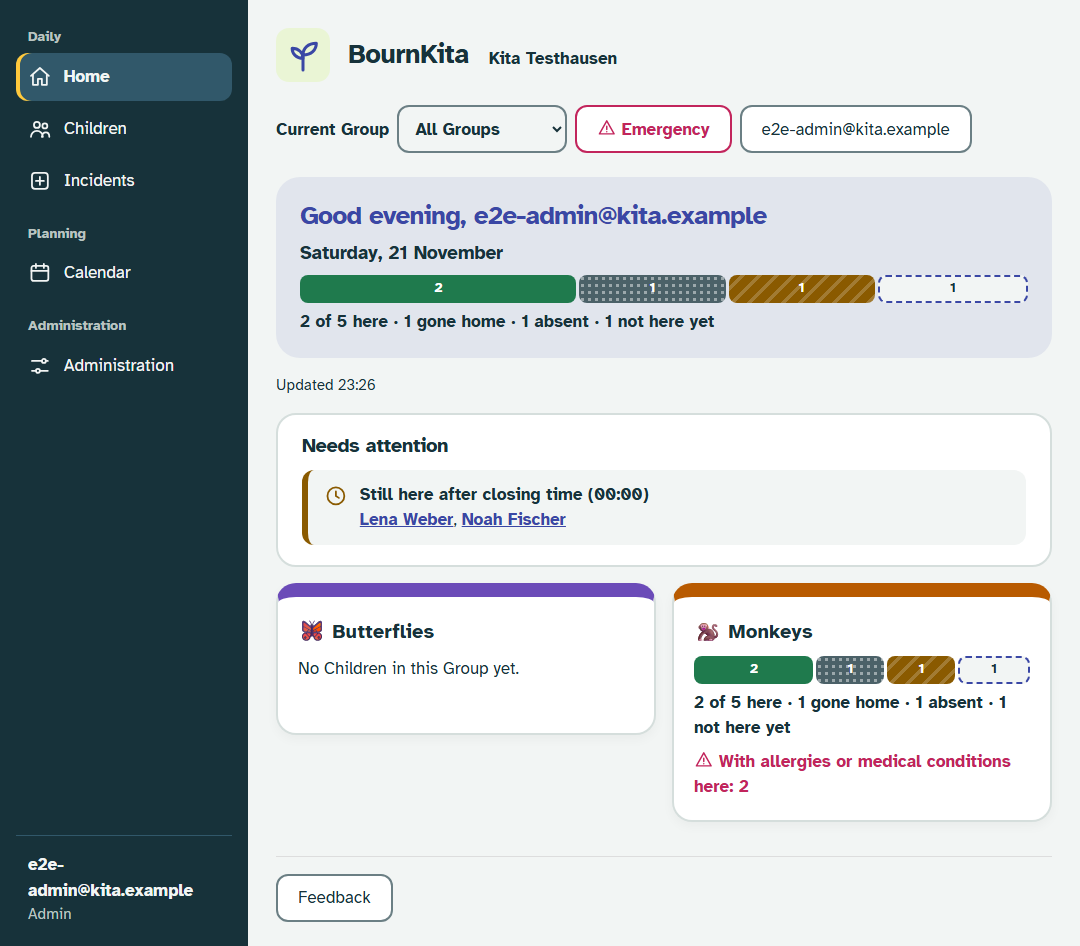 Daily
Home
Children
Incidents
Planning
Calendar
Administration
Administration
e2e-
admin@kita.example
Admin
BournKita Kita Testhausen
Current Group All Groups Emergency e2e-admin@kita.example
Good evening, e2e-admin@kita.example
Saturday, 21 November
2 1 1 1
2 of 5 here · 1 gone home · 1 absent · 1 not here yet
Updated 23:26
Needs attention
Still here after closing time (00:00)
Lena Weber, Noah Fischer
Butterflies
No Children in this Group yet.
Monkeys
2 1 1 1
2 of 5 here · 1 gone home · 1 absent · 1
not here yet
With allergies or medical conditions
here: 2
Feedback